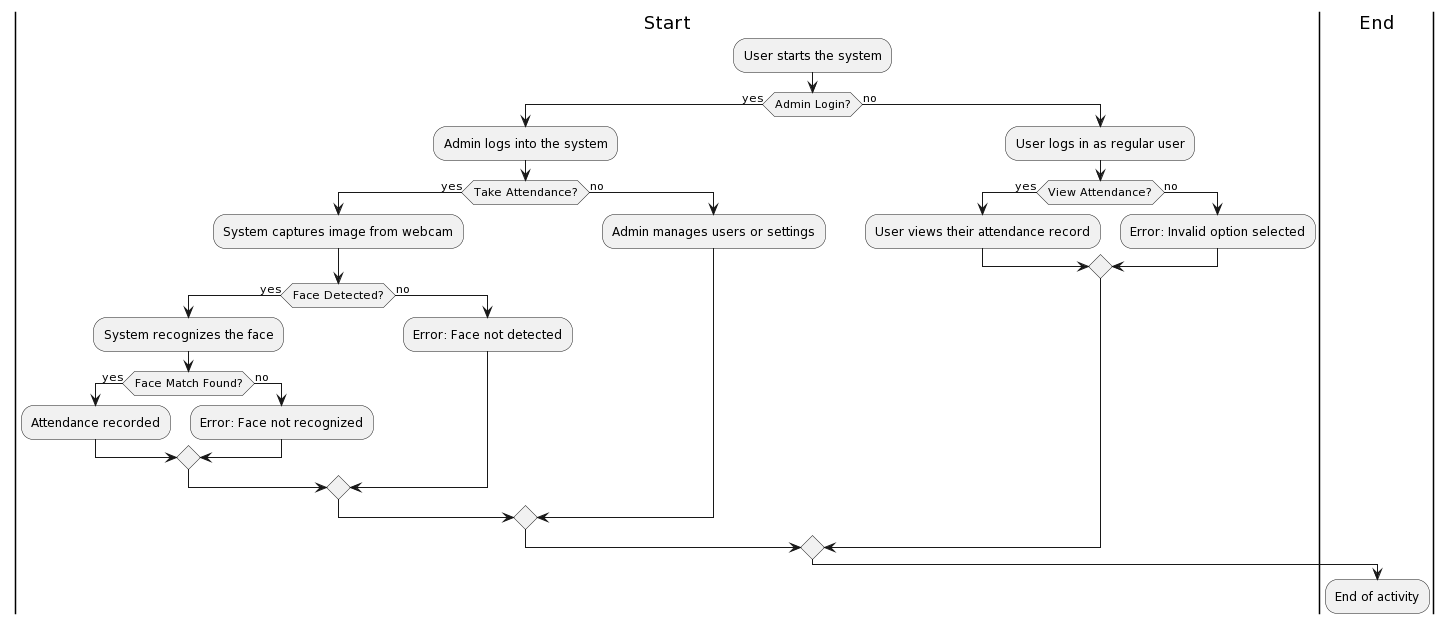 Start
End
User starts the system
yes
Admin Login?
no
Admin logs into the system
User logs in as regular user
yes
Take Attendance?
no
yes
View Attendance?
no
System captures image from webcam
Admin manages users or settings
User views their attendance record
Error: Invalid option selected
yes
Face Detected?
no
System recognizes the face
Error: Face not detected
yes
Face Match Found?
no
Attendance recorded
Error: Face not recognized
End of activity